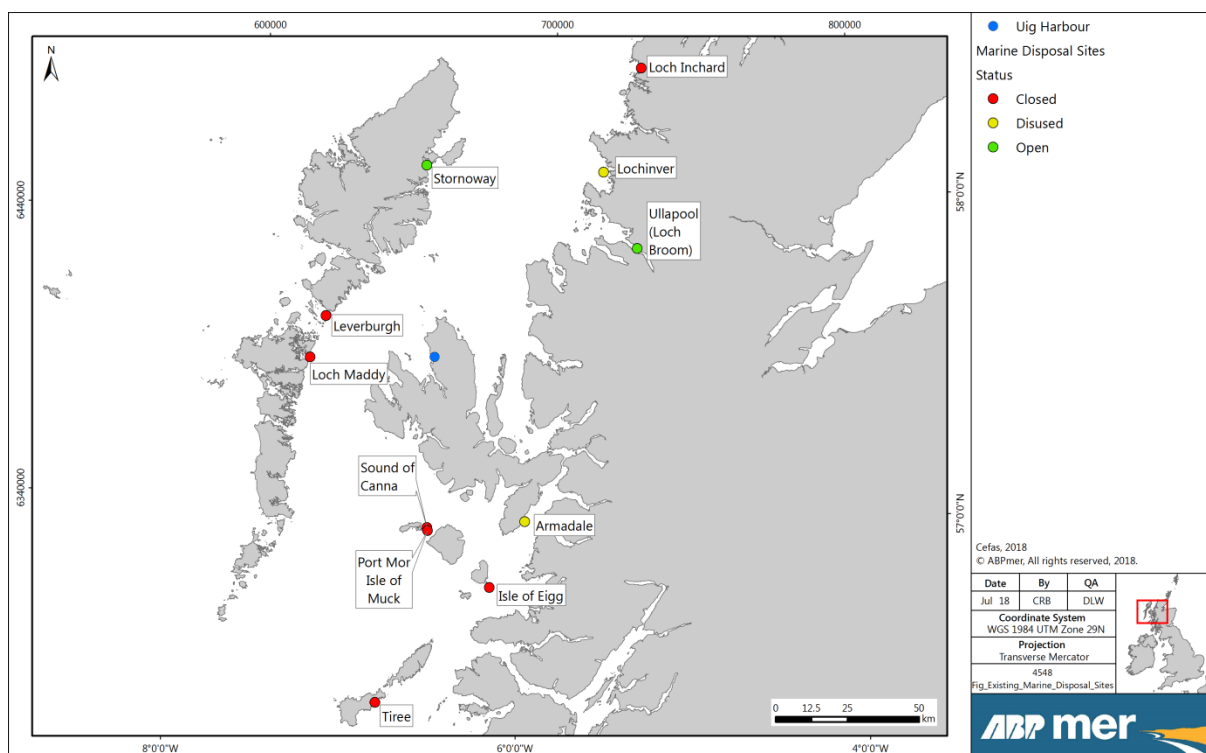 600000
700000
800000
N
6440000
6340000
58°0'0"N
57°0'0"N
Loch Inchard
Stornoway
Lochinver
Ullapool
(Loch
Broom)
Leverburgh
Loch Maddy
Sound of
Canna
Armadale
Port Mor
Isle of
Muck
Isle of Eigg
Tiree
0
12.5
25
50
km
8°0'0"W
6°0'0"W
4°0'0"W
Uig Harbour
Marine Disposal Sites
Status
Closed
Disused
Open
Cefas, 2018
© ABPmer, All rights reserved, 2018.
Date By QA
Jul 18 CRB DLW
Coordinate System
WGS 1984 UTM Zone 29N
Projection
Transverse Mercator
4548
Fig_Existing_Marine_Disposal_Sites
ABPmer